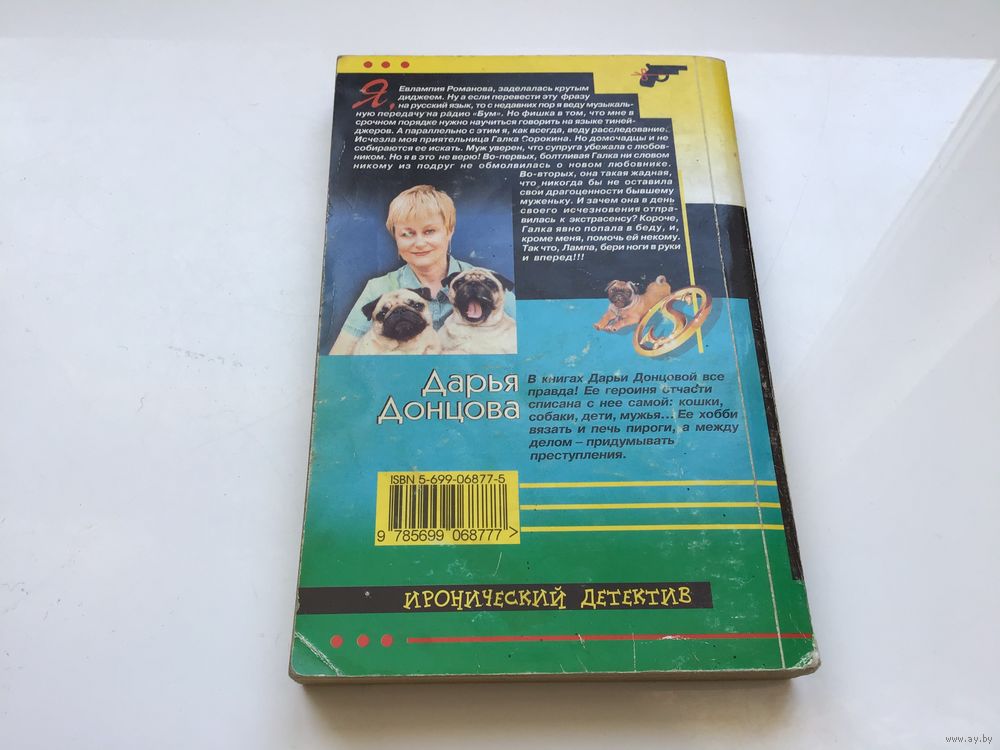 Я, Евлампия Романова, заделалась крутым
диджеем. Ну а если перевести эту фразу
на русский язык, то с недавних пор я веду музыкаль-
ную передачу на радио «Бум». Но фишка в том, что мне в
срочном порядке нужно научиться говорить на языке тиней-
джеров. А параллельно с этим я, как всегда, веду расследование.
Исчезла моя приятельница Галка Сорокина. Но домочадцы и не
собираются ее искать. Муж уверен, что супруга убежала с любов-
ником. Но я в это не верю! Во-первых, болтливая Галка ни словом
никому из подруг не обмолвилась о новом любовнике.
Во-вторых, она такая жадная,
что никогда бы не оставила
свои драгоценности бывшему
муженьку. И зачем она в день
своего исчезновения отпра-
вилась к экстрасенсу? Короче,
Галка явно попала в беду, и,
кроме меня, помочь ей некому.
Так что, Лампа, бери ноги в руки
и вперед!!!
Дарья
Донцова
В книгах Дарьи Донцовой все
правда! Ее героиня отчасти
списана с нее самой: кошки,
собаки, дети, мужья... Ее хобби
вязать и печь пироги, а между
делом – придумывать
преступления.
ISBN 5-699-06877-5
9 785699 068777 >
ИРОНИЧЕСКИЙ ДЕТЕКТИВ
www.ay.by